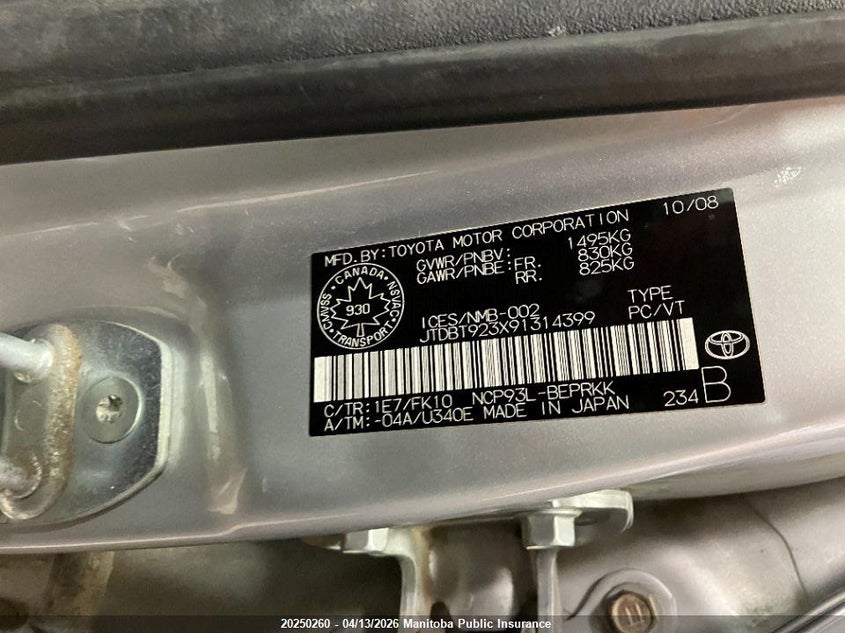 MFD.BY:TOYOTA MOTOR CORPORATION 10/08
GVWR/PNBV: 1495KG
GAWR/PNBE: FR. 830KG
RR. 825KG
CANADA
CMVSS
NSVAC
930
TRANSPORT
ICES/NMB-002 TYPE
JTDBT923X91314399 PC/VT
C/TR:1E7/FK10 NCP93L-BEPRKK
A/TM:-04A/U340E MADE IN JAPAN 234 B
20250260 - 04/13/2026 - Manitoba Public Insurance